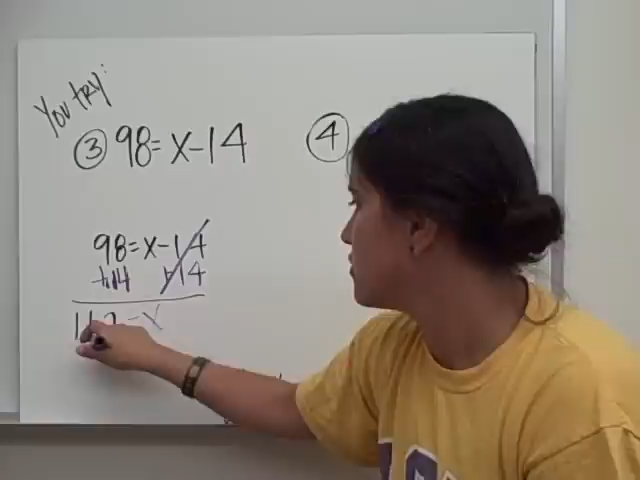 You try:
③ 98=x-14
④
98=x-14
+14 +14
112=x